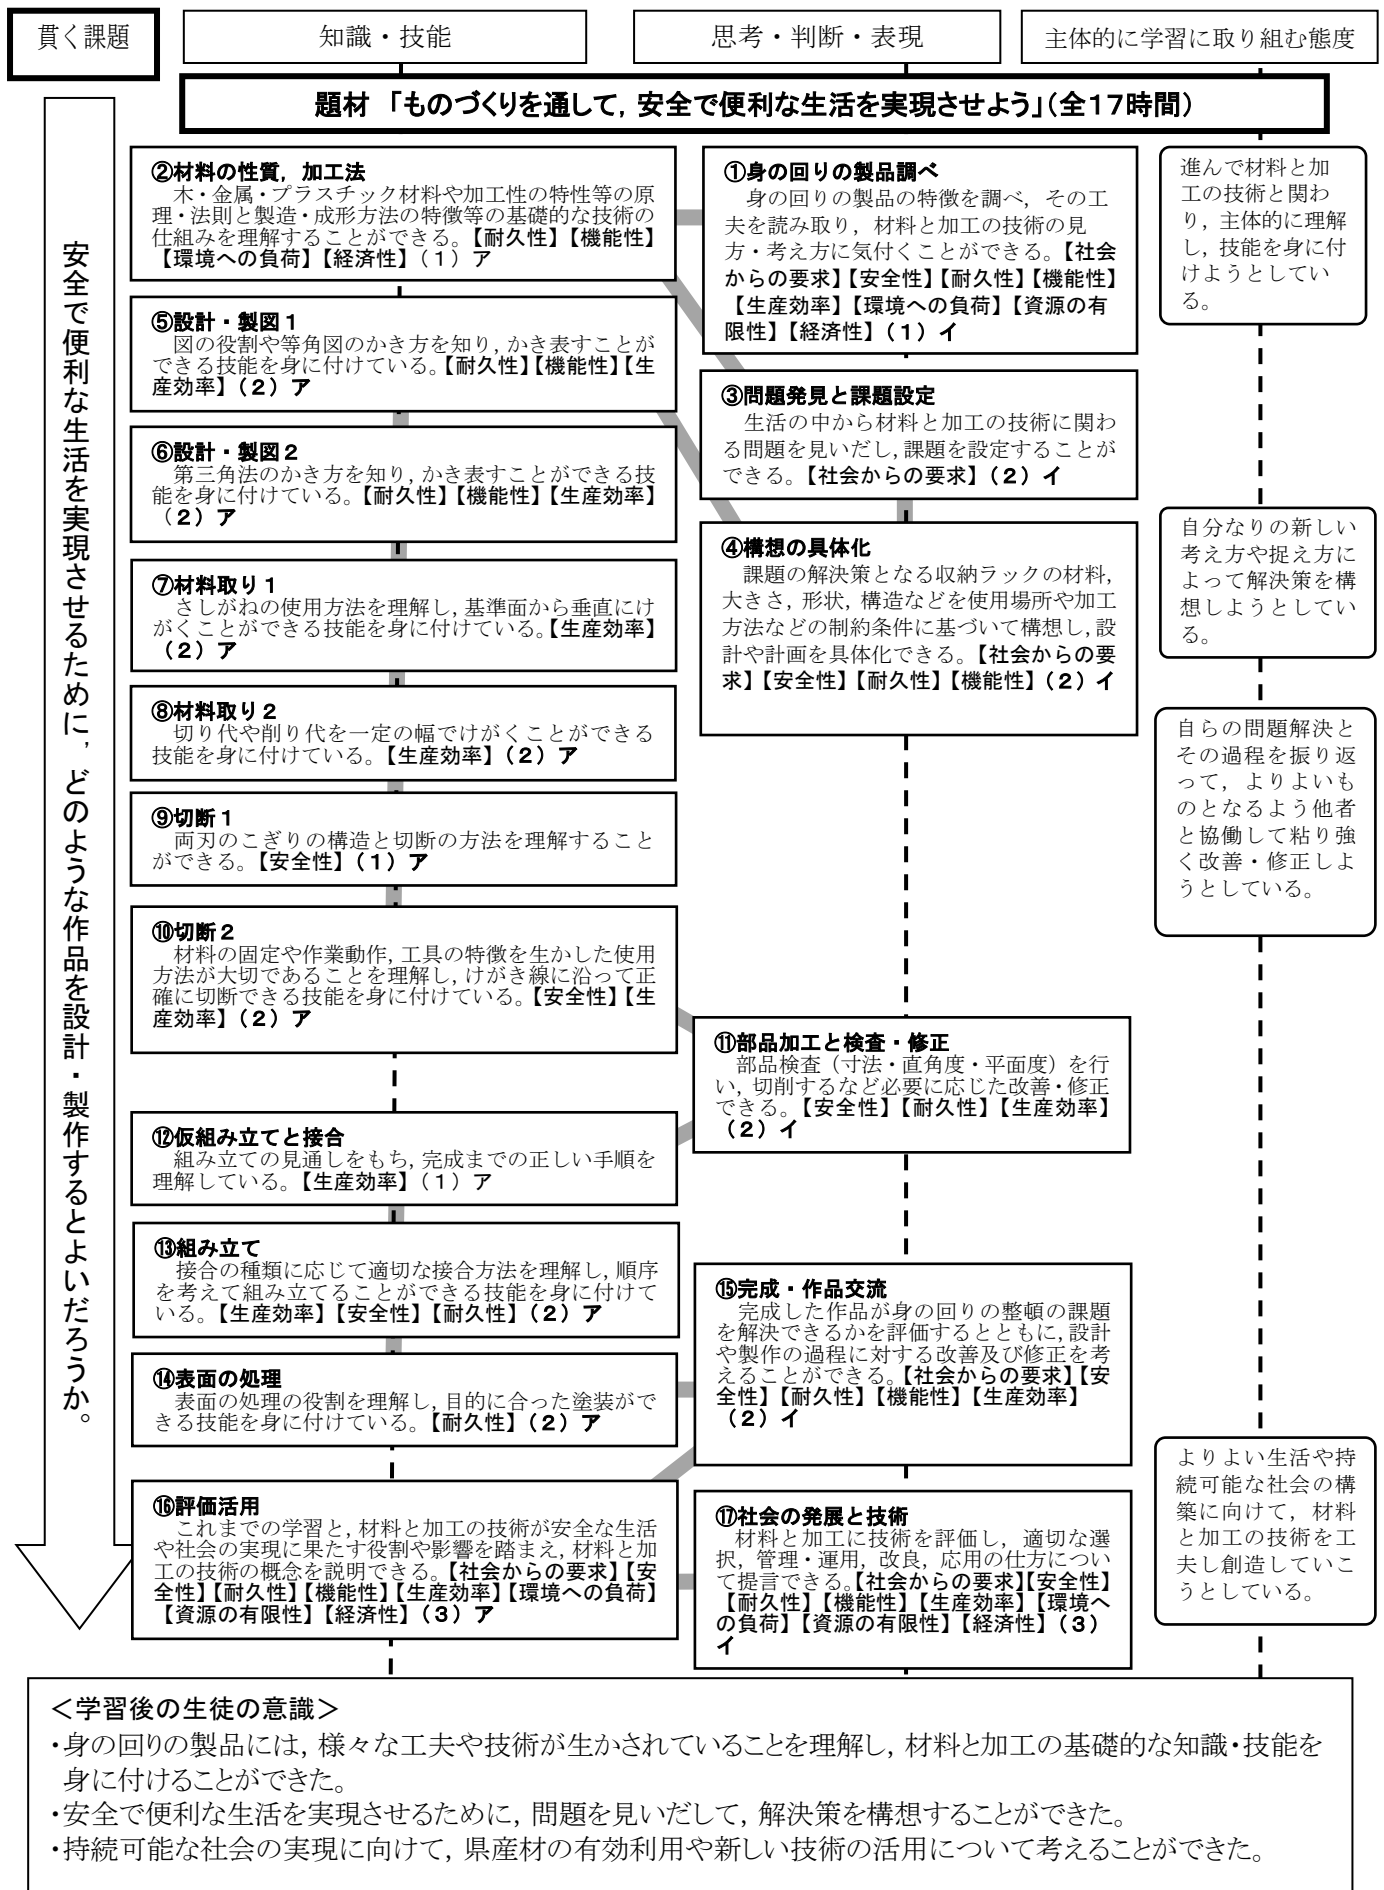 貫く課題
知識・技能
思考・判断・表現
主体的に学習に取り組む態度
題材 「ものづくりを通して，安全で便利な生活を実現させよう」（全１７時間）
安全で便利な生活を実現させるために，どのような作品を設計・製作するとよいだろうか。
②材料の性質，加工法
木・金属・プラスチック材料や加工性の特性等の原
理・法則と製造・成形方法の特徴等の基礎的な技術の
仕組みを理解することができる。【耐久性】【機能性】
【環境への負荷】【経済性】（１）ア
①身の回りの製品調べ
身の回りの製品の特徴を調べ，その工
夫を読み取り，材料と加工の技術の見
方・考え方に気付くことができる。【社会
からの要求】【安全性】【耐久性】【機能性】
【生産効率】【環境への負荷】【資源の有
限性】【経済性】（１）イ
進んで材料と加
工の技術と関わ
り，主体的に理解
し，技能を身に付
けようとしてい
る。
⑤設計・製図１
図の役割や等角図のかき方を知り，かき表すことが
できる技能を身に付けている。【耐久性】【機能性】【生
産効率】（２）ア
③問題発見と課題設定
生活の中から材料と加工の技術に関わ
る問題を見いだし，課題を設定することが
できる。【社会からの要求】（２）イ
⑥設計・製図２
第三角法のかき方を知り，かき表すことができる技
能を身に付けている。【耐久性】【機能性】【生産効率】
（２）ア
④構想の具体化
課題の解決策となる収納ラックの材料，
大きさ，形状，構造などを使用場所や加工
方法などの制約条件に基づいて構想し，設
計や計画を具体化できる。【社会からの要
求】【安全性】【耐久性】【機能性】（２）イ
自分なりの新しい
考え方や捉え方に
よって解決策を構
想しようとしてい
る。
⑦材料取り１
さしがねの使用方法を理解し，基準面から垂直にけ
がくことができる技能を身に付けている。【生産効率】
（２）ア
⑧材料取り２
切り代や削り代を一定の幅でけがくことができる
技能を身に付けている。【生産効率】（２）ア
自らの問題解決と
その過程を振り返
って，よりよいも
のとなるよう他者
と協働して粘り強
く改善・修正しよ
うとしている。
⑨切断１
両刃のこぎりの構造と切断の方法を理解すること
ができる。【安全性】（１）ア
⑩切断２
材料の固定や作業動作，工具の特徴を生かした使用
方法が大切であることを理解し，けがき線に沿って正
確に切断できる技能を身に付けている。【安全性】【生
産効率】（２）ア
⑪部品加工と検査・修正
部品検査（寸法・直角度・平面度）を行
い，切削するなど必要に応じた改善・修正
できる。【安全性】【耐久性】【生産効率】
（２）イ
⑫仮組み立てと接合
組み立ての見通しをもち，完成までの正しい手順を
理解している。【生産効率】（１）ア
⑬組み立て
接合の種類に応じて適切な接合方法を理解し，順序
を考えて組み立てることができる技能を身に付けて
いる。【生産効率】【安全性】【耐久性】（２）ア
⑮完成・作品交流
完成した作品が身の回りの整頓の課題
を解決できるかを評価するとともに，設計
や製作の過程に対する改善及び修正を考
えることができる。【社会からの要求】【安
全性】【耐久性】【機能性】【生産効率】
（２）イ
⑭表面の処理
表面の処理の役割を理解し，目的に合った塗装がで
きる技能を身に付けている。【耐久性】（２）ア
よりよい生活や持
続可能な社会の構
築に向けて，材料
と加工の技術を工
夫し創造していこ
うとしている。
⑯評価活用
これまでの学習と，材料と加工の技術が安全な生活
や社会の実現に果たす役割や影響を踏まえ，材料と加
工の技術の概念を説明できる。【社会からの要求】【安
全性】【耐久性】【機能性】【生産効率】【環境への負荷】
【資源の有限性】【経済性】（３）ア
⑰社会の発展と技術
材料と加工に技術を評価し，適切な選
択，管理・運用，改良，応用の仕方につい
て提言できる。【社会からの要求】【安全性】
【耐久性】【機能性】【生産効率】【環境へ
の負荷】【資源の有限性】【経済性】（３）
イ
＜学習後の生徒の意識＞
・身の回りの製品には，様々な工夫や技術が生かされていることを理解し，材料と加工の基礎的な知識・技能を
身に付けることができた。
・安全で便利な生活を実現させるために，問題を見いだして，解決策を構想することができた。
・持続可能な社会の実現に向けて，県産材の有効利用や新しい技術の活用について考えることができた。